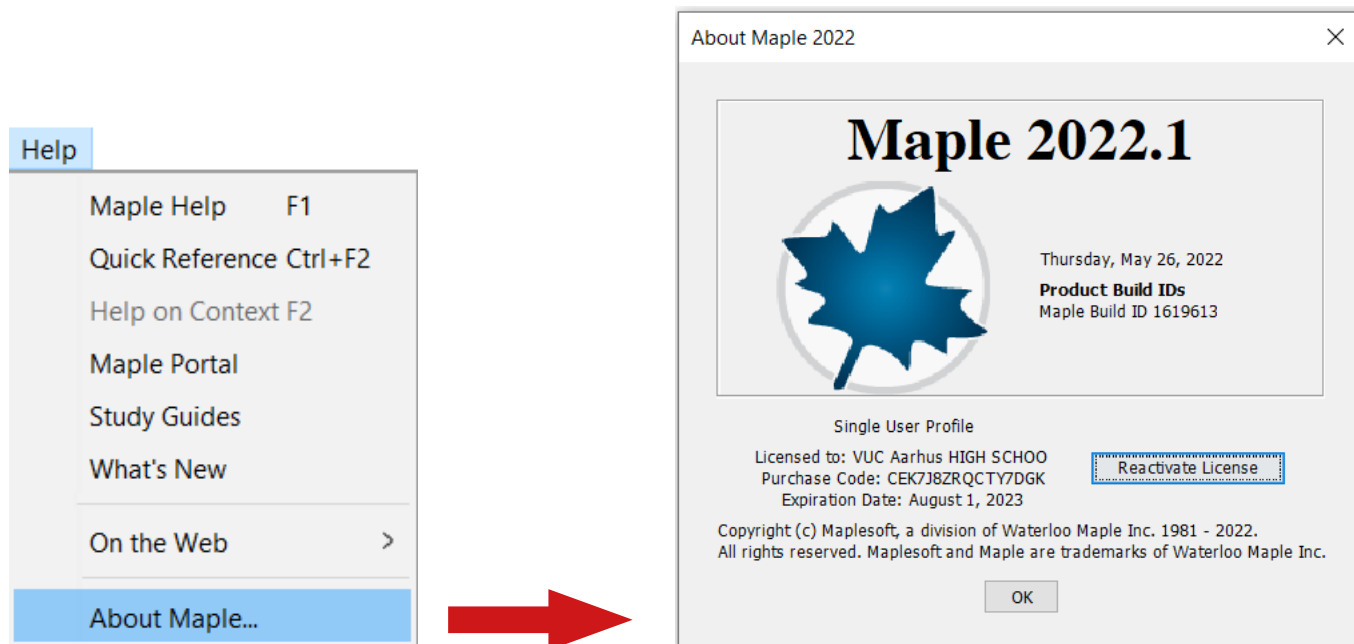 Help
Maple Help F1
Quick Reference Ctrl+F2
Help on Context F2
Maple Portal
Study Guides
What's New
On the Web >
About Maple...
About Maple 2022
Maple 2022.1
Thursday, May 26, 2022
Product Build IDs
Maple Build ID 1619613
Single User Profile
Licensed to: VUC Aarhus HIGH SCHOO
Purchase Code: CEK7J8ZRQCTY7DGK
Expiration Date: August 1, 2023
Reactivate License
Copyright (c) Maplesoft, a division of Waterloo Maple Inc. 1981 - 2022.
All rights reserved. Maplesoft and Maple are trademarks of Waterloo Maple Inc.
OK